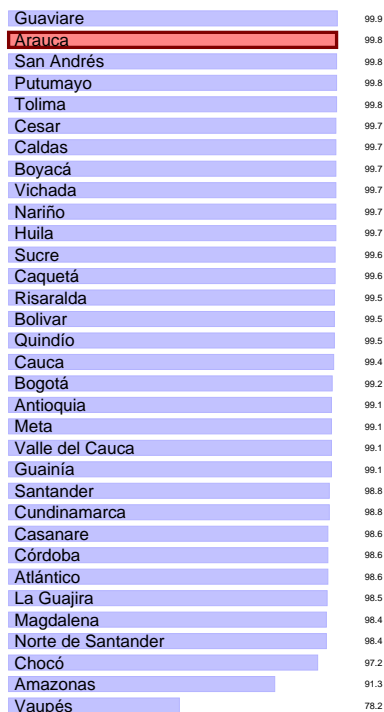 Guaviare 99.9
Arauca 99.8
San Andrés 99.8
Putumayo 99.8
Tolima 99.8
Cesar 99.7
Caldas 99.7
Boyacá 99.7
Vichada 99.7
Nariño 99.7
Huila 99.7
Sucre 99.6
Caquetá 99.6
Risaralda 99.5
Bolivar 99.5
Quindío 99.5
Cauca 99.4
Bogotá 99.2
Antioquia 99.1
Meta 99.1
Valle del Cauca 99.1
Guainía 99.1
Santander 98.8
Cundinamarca 98.8
Casanare 98.6
Córdoba 98.6
Atlántico 98.6
La Guajira 98.5
Magdalena 98.4
Norte de Santander 98.4
Chocó 97.2
Amazonas 91.3
Vaupés 78.2